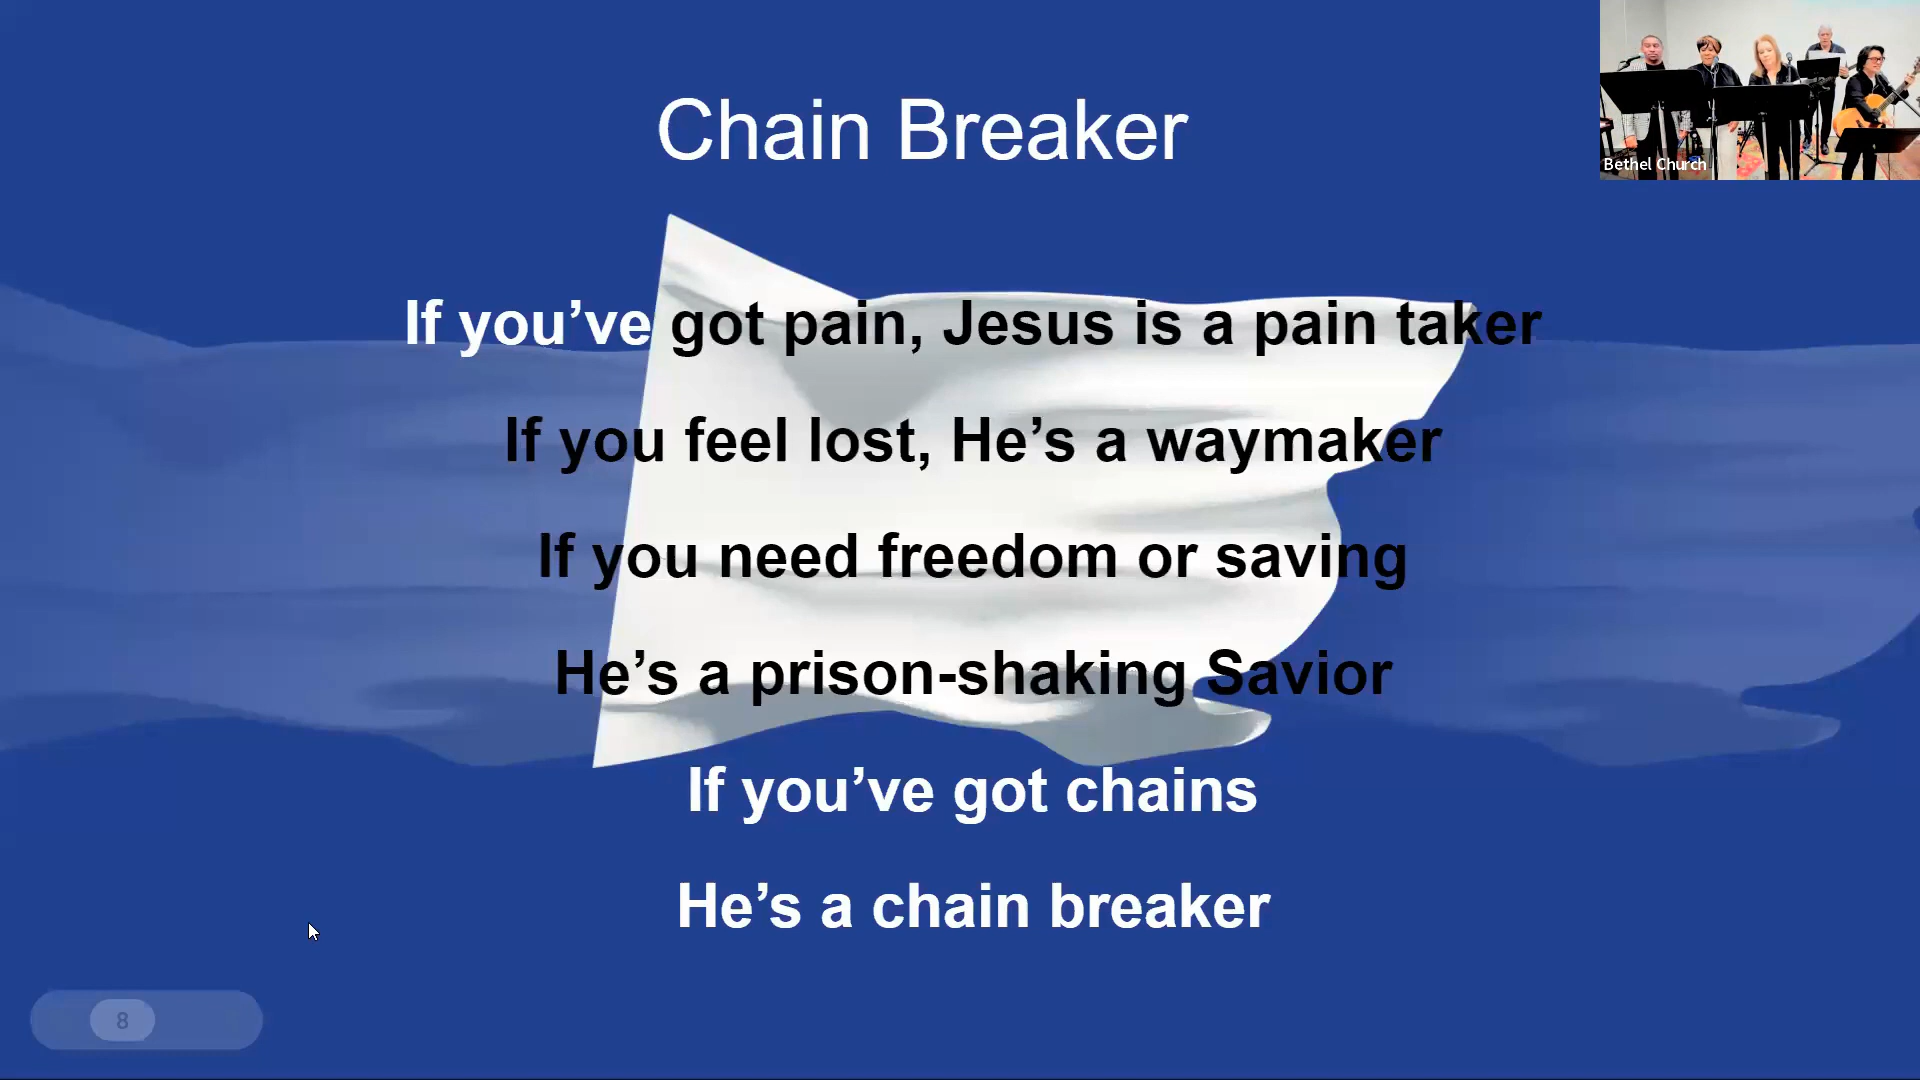 Chain Breaker
Bethel Church
If you’ve got pain, Jesus is a pain taker
If you feel lost, He’s a waymaker
If you need freedom or saving
He’s a prison-shaking Savior
If you’ve got chains
He’s a chain breaker
8